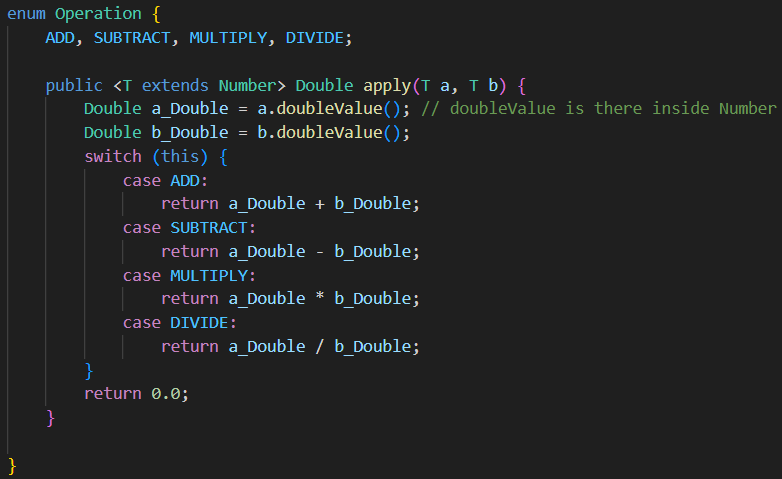 enum Operation {
    ADD, SUBTRACT, MULTIPLY, DIVIDE;

    public <T extends Number> Double apply(T a, T b) {
        Double a_Double = a.doubleValue(); // doubleValue is there inside Number
        Double b_Double = b.doubleValue();
        switch (this) {
            case ADD:
                return a_Double + b_Double;
            case SUBTRACT:
                return a_Double - b_Double;
            case MULTIPLY:
                return a_Double * b_Double;
            case DIVIDE:
                return a_Double / b_Double;
        }
        return 0.0;
    }

}